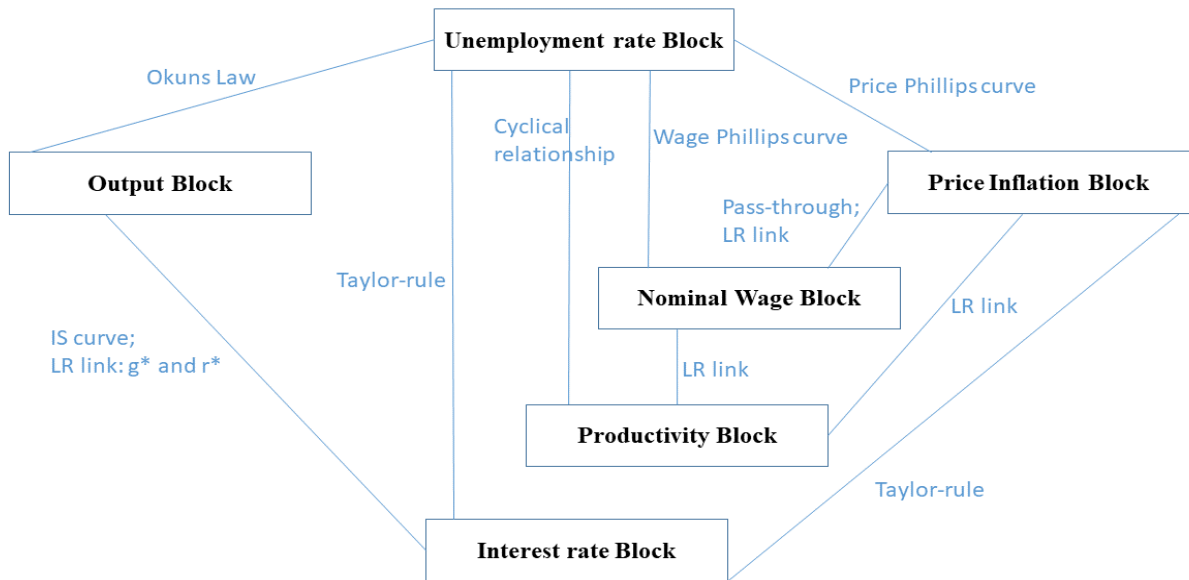 Unemployment rate Block
Okuns Law
Price Phillips curve
Cyclical
relationship
Wage Phillips curve
Output Block
Price Inflation Block
Pass-through;
LR link
Taylor-rule
Nominal Wage Block
LR link
IS curve;
LR link: g* and r*
LR link
Productivity Block
Taylor-rule
Interest rate Block